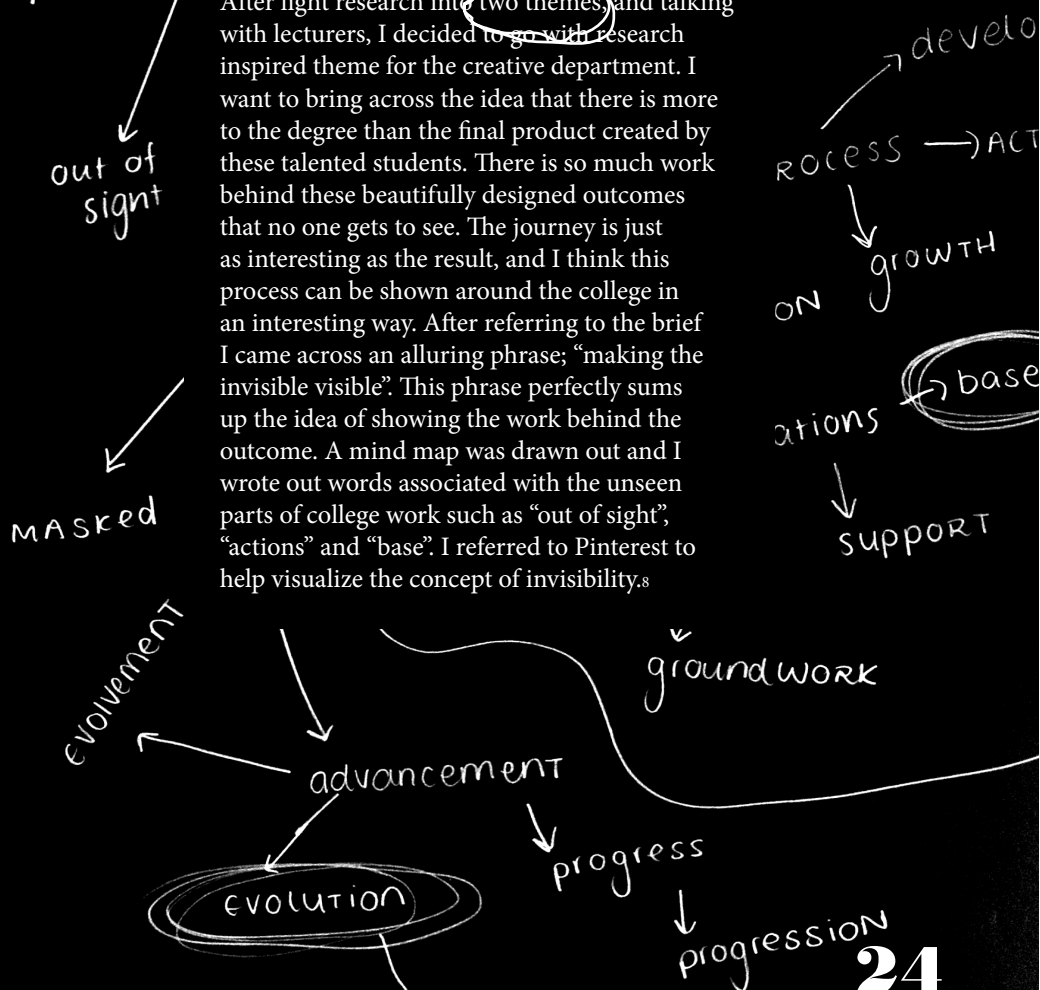 After light research into two themes, and talking
with lecturers, I decided to go with research
inspired theme for the creative department. I
want to bring across the idea that there is more
to the degree than the final product created by
these talented students. There is so much work
behind these beautifully designed outcomes
that no one gets to see. The journey is just
as interesting as the result, and I think this
process can be shown around the college in
an interesting way. After referring to the brief
I came across an alluring phrase; “making the
invisible visible”. This phrase perfectly sums
up the idea of showing the work behind the
outcome. A mind map was drawn out and I
wrote out words associated with the unseen
parts of college work such as “out of sight”,
“actions” and “base”. I referred to Pinterest to
help visualize the concept of invisibility.8
out of
sight
MASKed
EVOLVEMENT
develo
ROCESS
ACT
growTH
ON
ations
base
SUPPORT
groundWORK
advancemENT
EVOLUTION
progress
progressiON
24